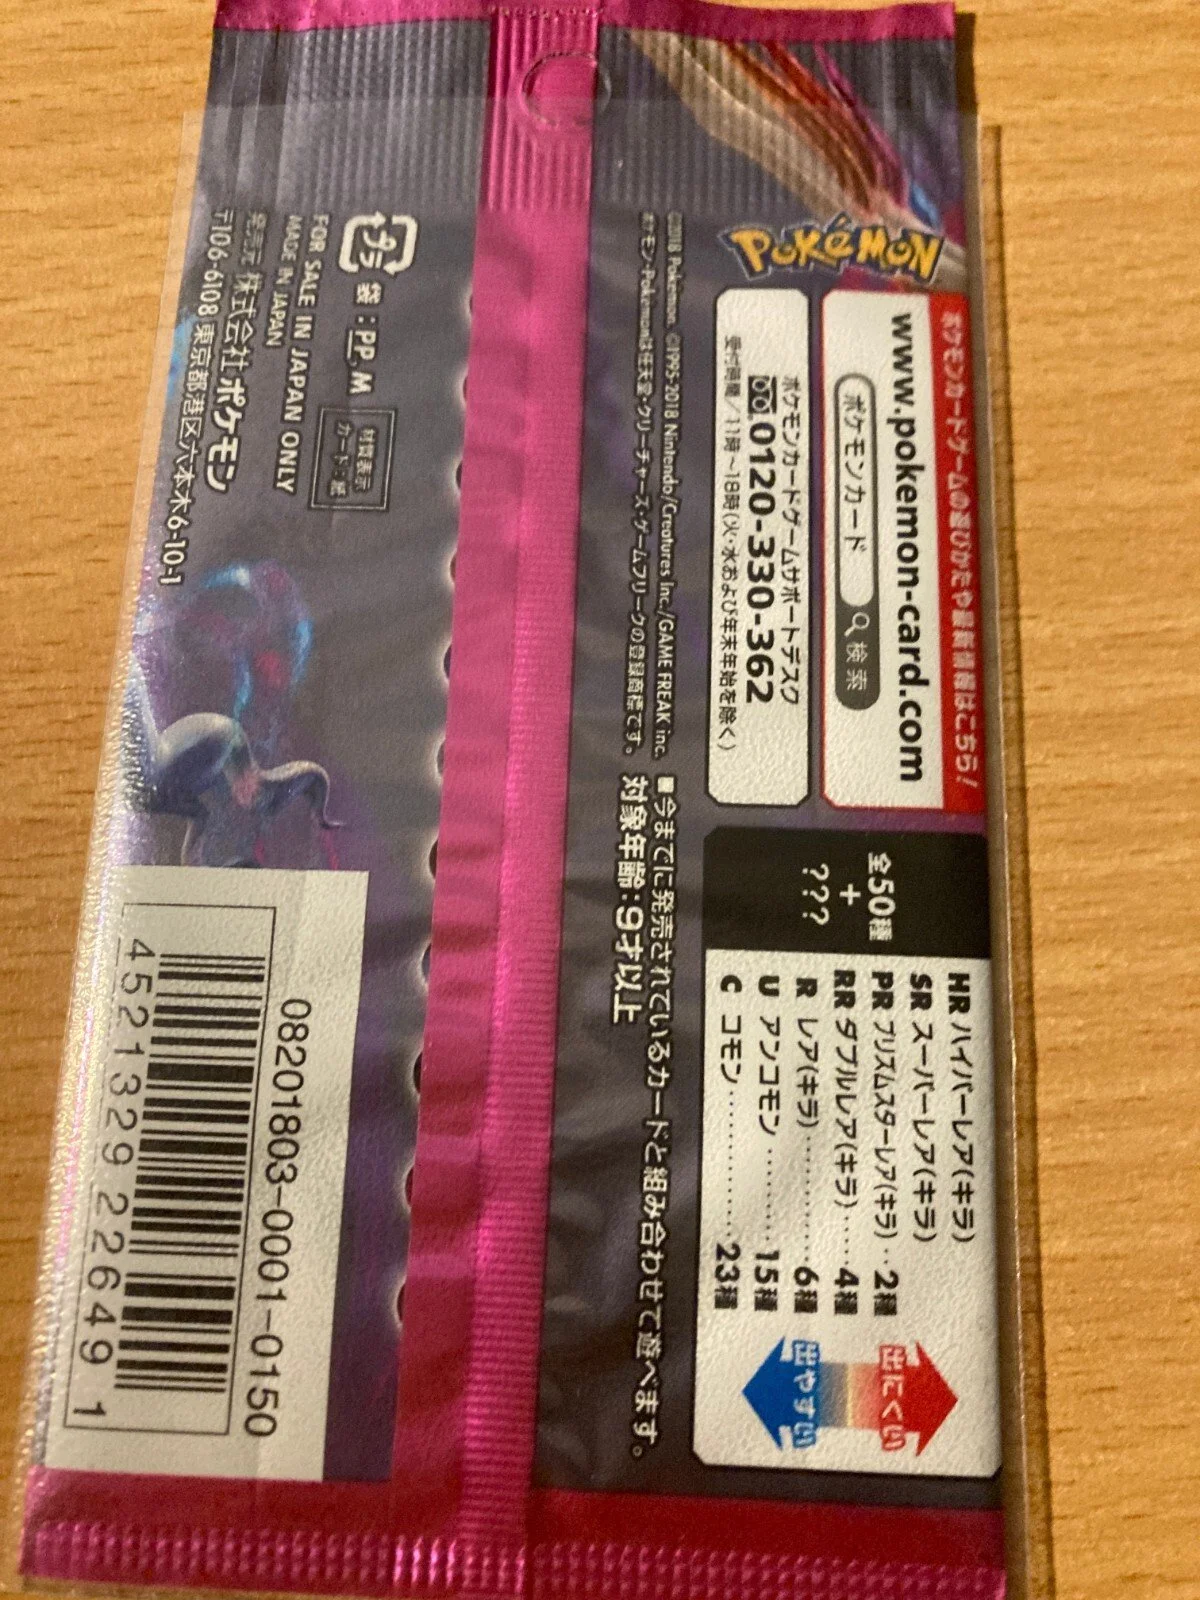 Pokémon
ポケモンカードゲームの遊びかたや最新情報はこちら!
www.pokemon-card.com
ポケモンカード 検索
ポケモンカードゲームサポートデスク
0120-330-362
受付時間/11時~18時(火・水および年末年始を除く)
全50種
+
???
HR ハイパーレア(キラ)
SR スーパーレア(キラ)
PR プリズムスターレア(キラ)‥2種
RR ダブルレア(キラ)‥‥4種
R レア(キラ)‥‥‥‥6種
U アンコモン‥‥‥‥15種
C コモン‥‥‥‥‥‥23種
出にくい
出やすい
©2018 Pokémon. ©1995-2018 Nintendo/Creatures Inc./GAME FREAK inc.
ポケモン・Pokémonは任天堂・クリーチャーズ・ゲームフリークの登録商標です。
■今までに発売されているカードと組み合わせて遊べます。
対象年齢:9才以上
プラ
袋:PP,M
材質表示
カード:紙
FOR SALE IN JAPAN ONLY
MADE IN JAPAN
発売元 株式会社ポケモン
〒106-6108 東京都港区六本木6-10-1
08201803-0001-0150
4521329 226491